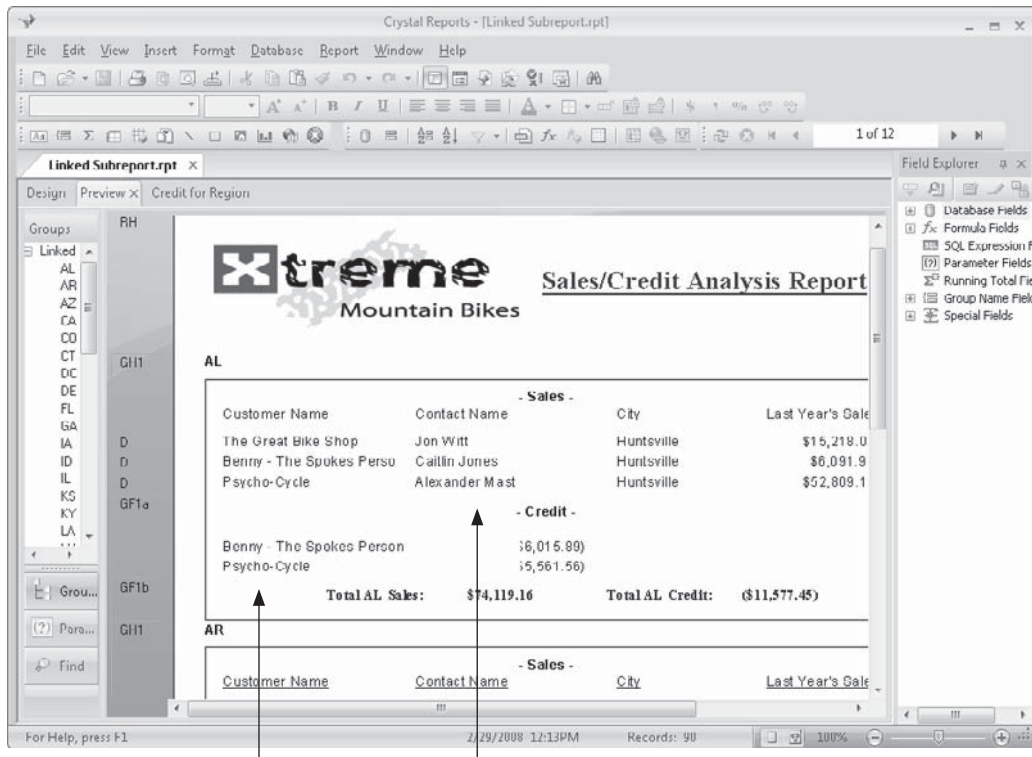 Crystal Reports - [Linked Subreport.rpt]
File Edit View Insert Format Database Report Window Help
1 of 12
Linked Subreport.rpt
Field Explorer
Design Preview Credit for Region
Groups
Linked
AL
AR
AZ
CA
CO
CT
DC
DE
FL
GA
IA
ID
IL
KS
KY
LA
Grou...
Para...
Find
RH
Xtreme
Mountain Bikes
Sales/Credit Analysis Report
GH1 AL
- Sales -
Customer Name Contact Name City Last Year's Sale
D The Great Bike Shop Jon Witt Huntsville $15,218.0
D Benny - The Spokes Perso Caitlin Jones Huntsville $6,091.9
D Psycho-Cycle Alexander Mast Huntsville $52,809.1
GF1a - Credit -
Benny - The Spokes Person $6,015.89)
Psycho-Cycle $5,561.56)
GF1b Total AL Sales: $74,119.16 Total AL Credit: ($11,577.45)
GH1 AR
- Sales -
Customer Name Contact Name City Last Year's Sale
Database Fields
Formula Fields
SQL Expression F
Parameter Fields
Running Total Fie
Group Name Field
Special Fields
For Help, press F1 2/29/2008 12:13PM Records: 90 100%